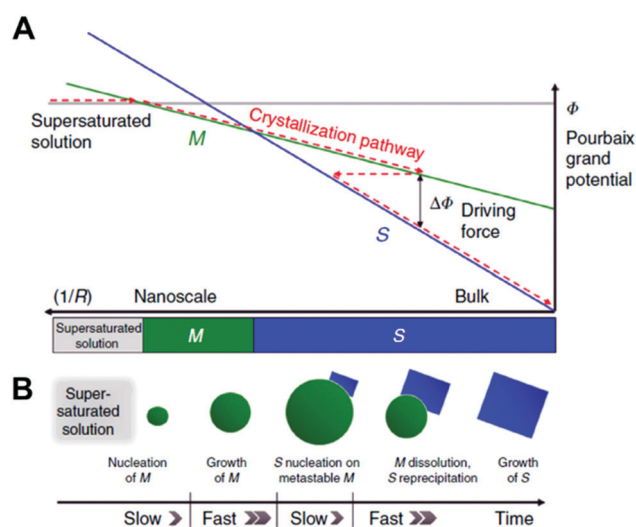 A
Φ
Pourbaix
grand
potential
Supersaturated
solution
M
Crystallization pathway
ΔΦ
Driving
force
S
(1/R)
Nanoscale
Bulk
Supersaturated
solution
M
S
B
Super-
saturated
solution
Nucleation
of M
Growth
of M
S nucleation on
metastable M
M dissolution,
S reprecipitation
Growth
of S
Slow
Fast
Slow
Fast
Time